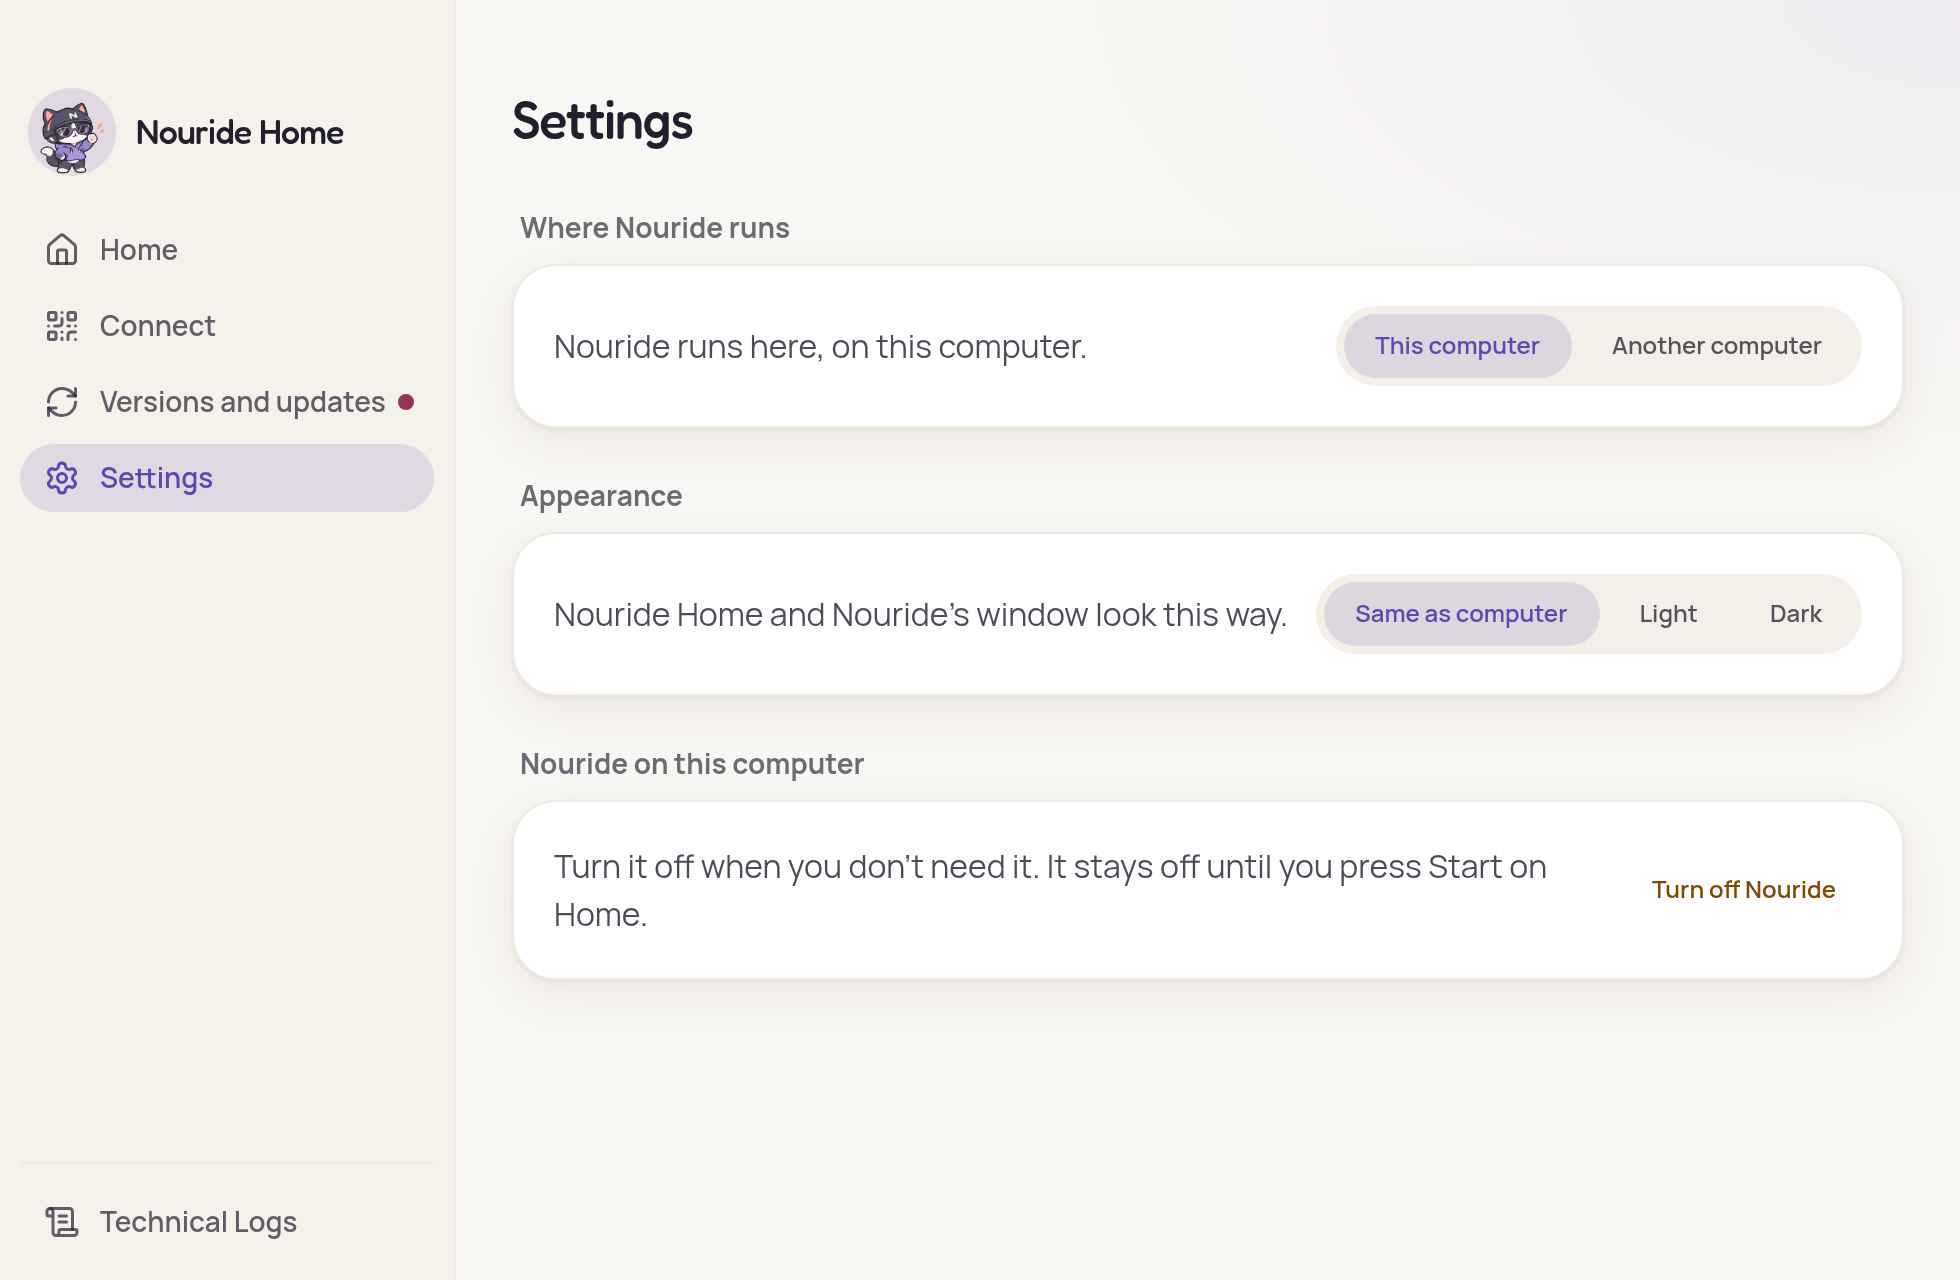 Nouride Home
Home
Connect
Versions and updates
Settings
Technical Logs
Settings
Where Nouride runs
Nouride runs here, on this computer.
This computer
Another computer
Appearance
Nouride Home and Nouride’s window look this way.
Same as computer
Light
Dark
Nouride on this computer
Turn it off when you don’t need it. It stays off until you press Start on
Home.
Turn off Nouride